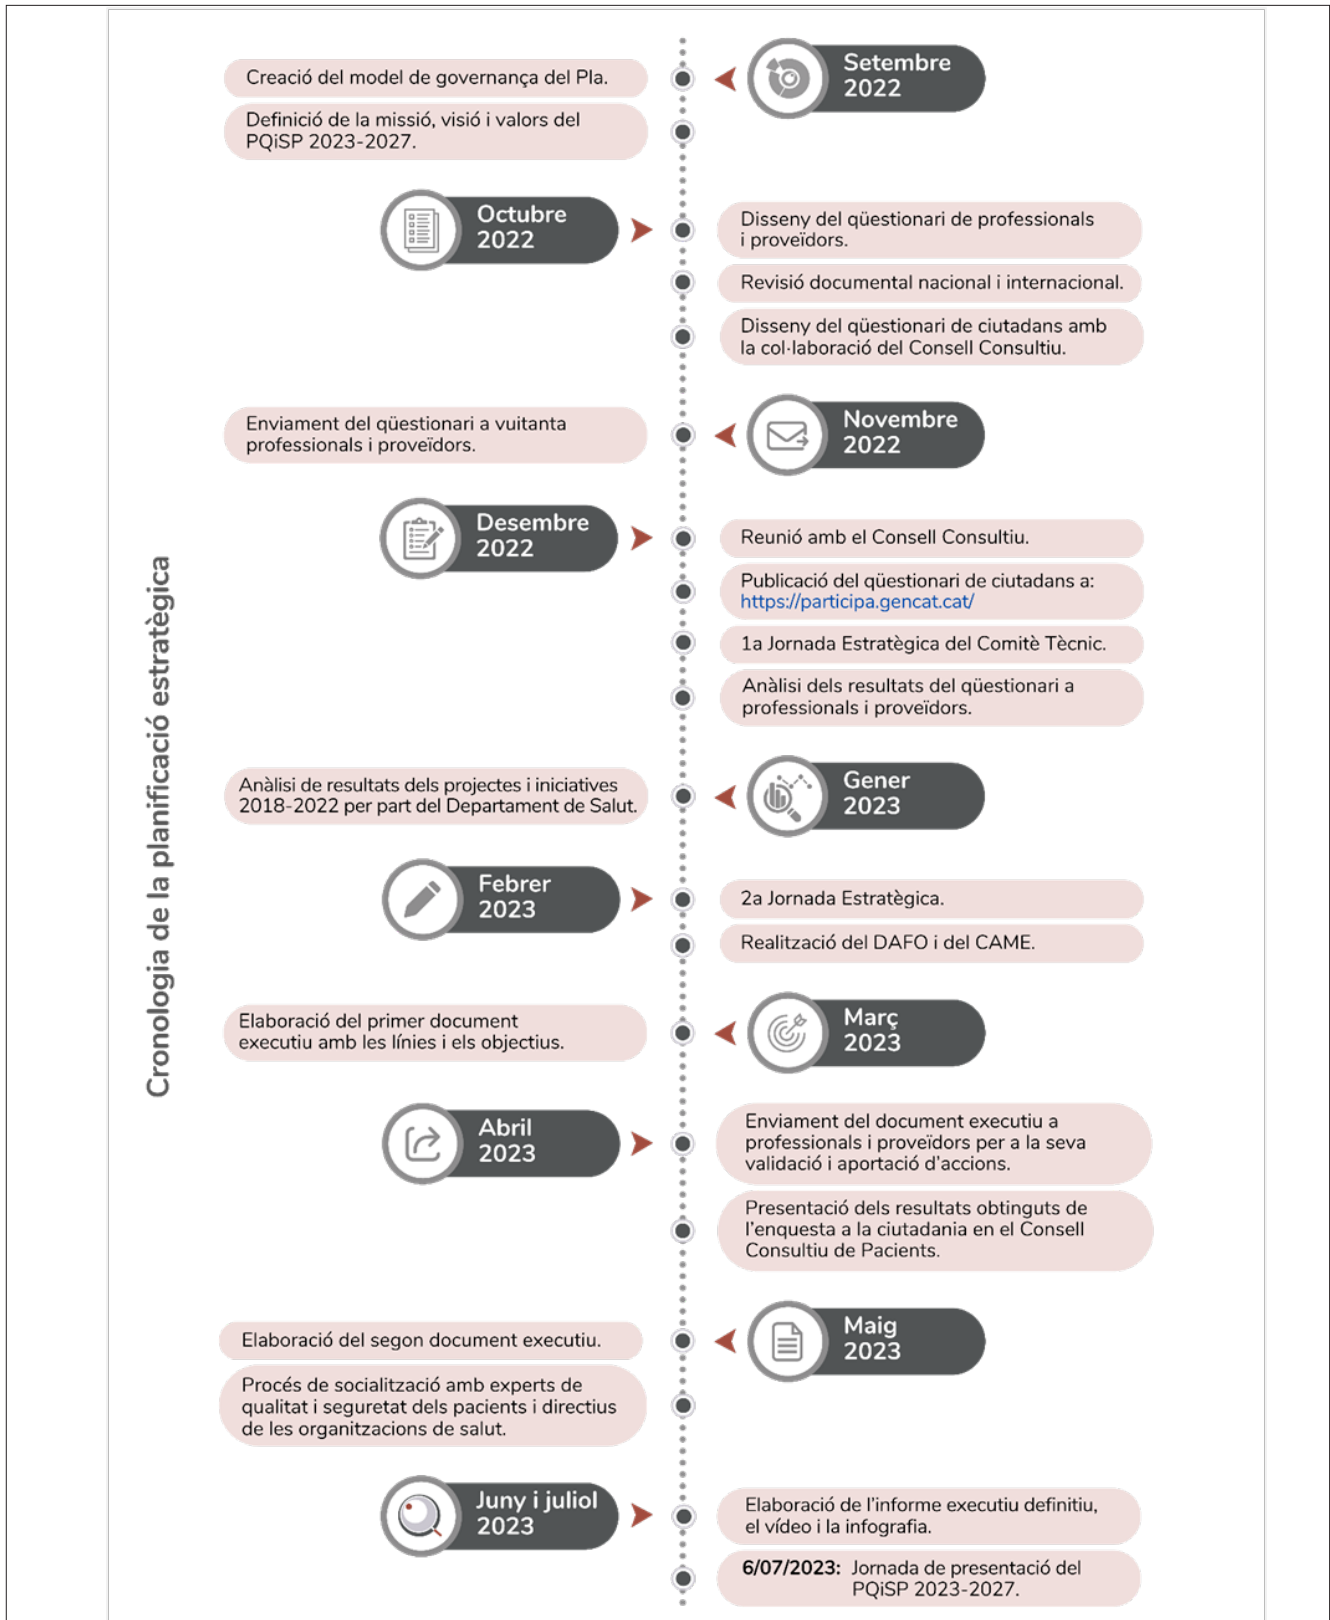 Cronologia de la planificació estratègica
Setembre
2022
Creació del model de governança del Pla.
Definició de la missió, visió i valors del
PQiSP 2023-2027.
Octubre
2022
Disseny del qüestionari de professionals
i proveïdors.
Revisió documental nacional i internacional.
Disseny del qüestionari de ciutadans amb
la col·laboració del Consell Consultiu.
Novembre
2022
Enviament del qüestionari a vuitanta
professionals i proveïdors.
Desembre
2022
Reunió amb el Consell Consultiu.
Publicació del qüestionari de ciutadans a:
https://participa.gencat.cat/
1a Jornada Estratègica del Comitè Tècnic.
Anàlisi dels resultats del qüestionari a
professionals i proveïdors.
Gener
2023
Anàlisi de resultats dels projectes i iniciatives
2018-2022 per part del Departament de Salut.
Febrer
2023
2a Jornada Estratègica.
Realització del DAFO i del CAME.
Març
2023
Elaboració del primer document
executiu amb les línies i els objectius.
Abril
2023
Enviament del document executiu a
professionals i proveïdors per a la seva
validació i aportació d'accions.
Presentació dels resultats obtinguts de
l'enquesta a la ciutadania en el Consell
Consultiu de Pacients.
Maig
2023
Elaboració del segon document executiu.
Procés de socialització amb experts de
qualitat i seguretat dels pacients i directius
de les organitzacions de salut.
Juny i juliol
2023
Elaboració de l'informe executiu definitiu,
el vídeo i la infografia.
6/07/2023: Jornada de presentació del
PQiSP 2023-2027.